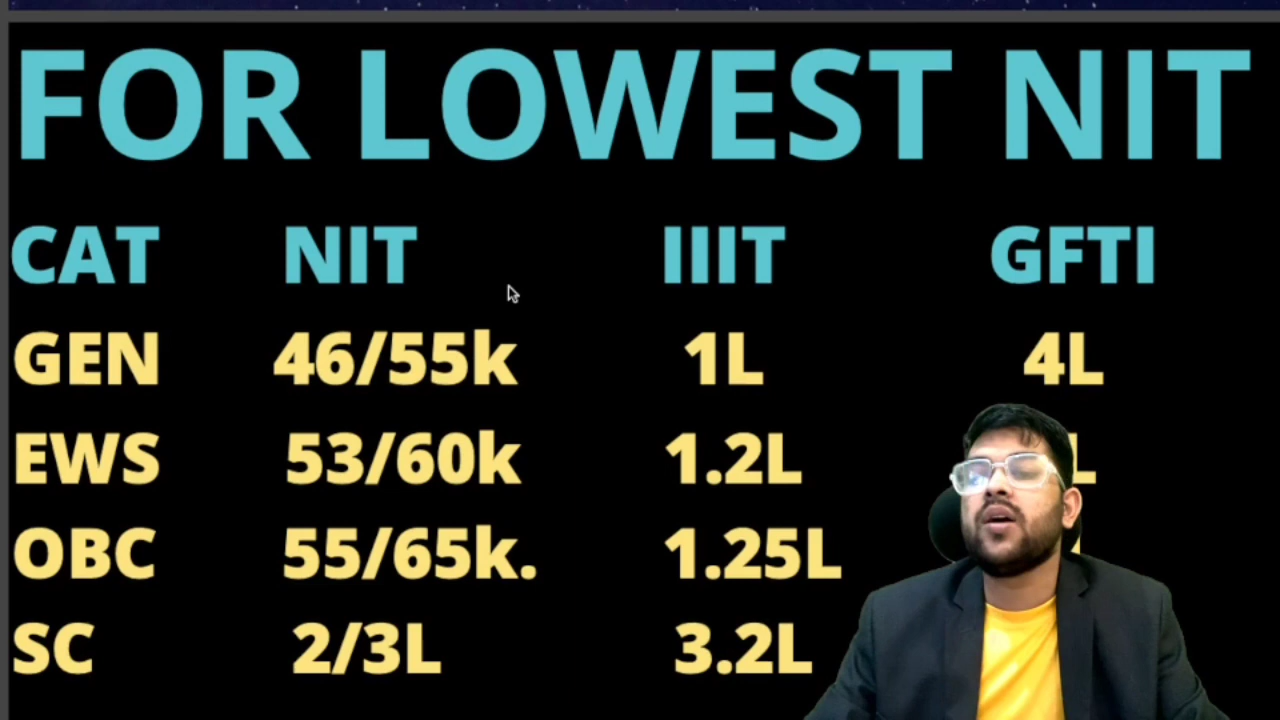 FOR LOWEST NIT
CAT NIT IIIT GFTI
GEN 46/55k 1L 4L
EWS 53/60k 1.2L
OBC 55/65k. 1.25L
SC 2/3L 3.2L